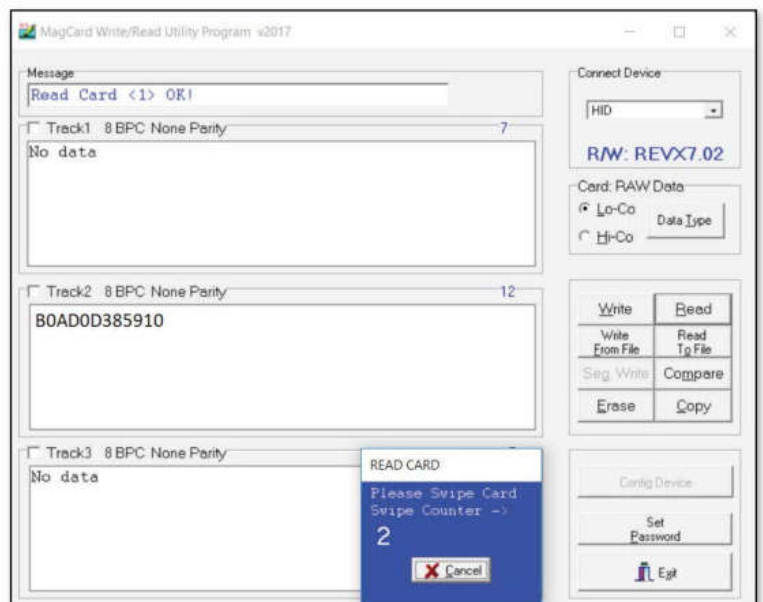 MagCard Write/Read Utility Program v2017
Message
Read Card <1> OK!
Track1 8 BPC None Parity 7
No data
Track2 8 BPC None Parity 12
B0AD0D385910
Track3 8 BPC None Parity
No data
READ CARD
Please Swipe Card
Swipe Counter ->
2
Cancel
Connect Device
HID
R/W: REVX7.02
Card: RAW Data
Lo-Co
Hi-Co
Data Type
Write Read
Write From File
Read To File
Seg. Write Compare
Erase Copy
Config Device
Set
Password
Exit